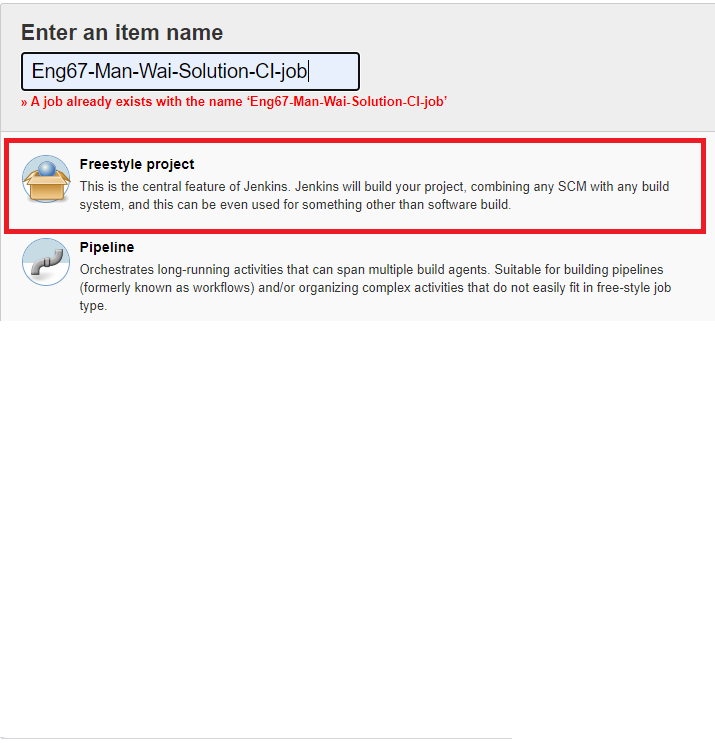 Enter an item name
Eng67-Man-Wai-Solution-CI-job
» A job already exists with the name ‘Eng67-Man-Wai-Solution-CI-job’
Freestyle project
This is the central feature of Jenkins. Jenkins will build your project, combining any SCM with any build
system, and this can be even used for something other than software build.
Pipeline
Orchestrates long-running activities that can span multiple build agents. Suitable for building pipelines
(formerly known as workflows) and/or organizing complex activities that do not easily fit in free-style job
type.